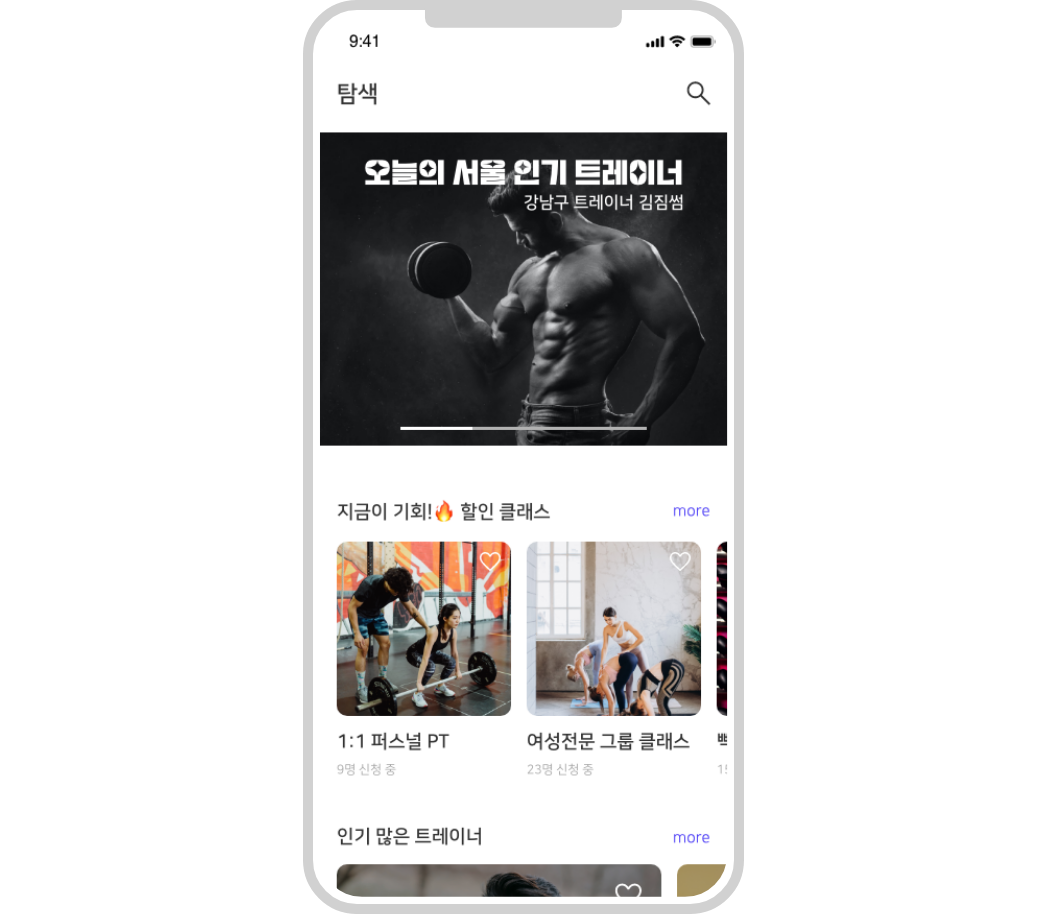 9:41
탐색
오늘의 서울 인기 트레이너
강남구 트레이너 김짐썸
지금이 기회!🔥 할인 클래스
more
1:1 퍼스널 PT
여성전문 그룹 클래스
9명 신청 중
23명 신청 중
인기 많은 트레이너
more